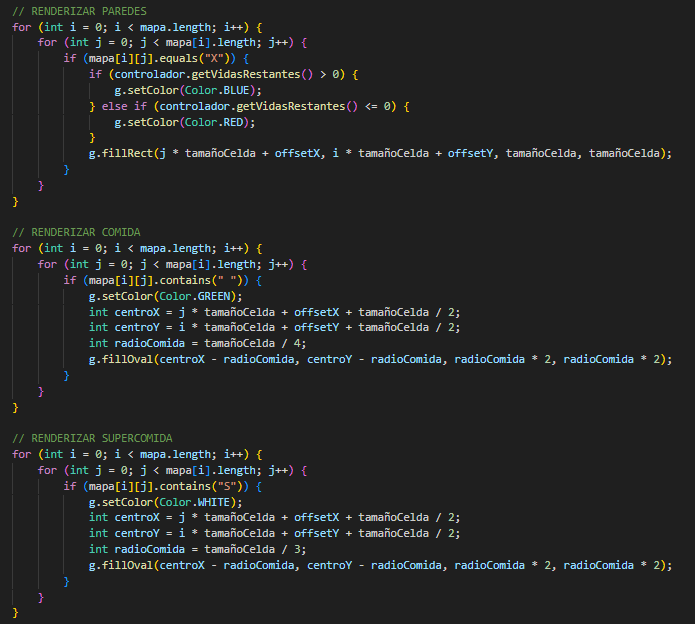 // RENDERIZAR PAREDES
for (int i = 0; i < mapa.length; i++) {
    for (int j = 0; j < mapa[i].length; j++) {
        if (mapa[i][j].equals("X")) {
            if (controlador.getVidasRestantes() > 0) {
                g.setColor(Color.BLUE);
            } else if (controlador.getVidasRestantes() <= 0) {
                g.setColor(Color.RED);
            }
            g.fillRect(j * tamañoCelda + offsetX, i * tamañoCelda + offsetY, tamañoCelda, tamañoCelda);
        }
    }
}

// RENDERIZAR COMIDA
for (int i = 0; i < mapa.length; i++) {
    for (int j = 0; j < mapa[i].length; j++) {
        if (mapa[i][j].contains(" ")) {
            g.setColor(Color.GREEN);
            int centroX = j * tamañoCelda + offsetX + tamañoCelda / 2;
            int centroY = i * tamañoCelda + offsetY + tamañoCelda / 2;
            int radioComida = tamañoCelda / 4;
            g.fillOval(centroX - radioComida, centroY - radioComida, radioComida * 2, radioComida * 2);
        }
    }
}

// RENDERIZAR SUPERCOMIDA
for (int i = 0; i < mapa.length; i++) {
    for (int j = 0; j < mapa[i].length; j++) {
        if (mapa[i][j].contains("S")) {
            g.setColor(Color.WHITE);
            int centroX = j * tamañoCelda + offsetX + tamañoCelda / 2;
            int centroY = i * tamañoCelda + offsetY + tamañoCelda / 2;
            int radioComida = tamañoCelda / 3;
            g.fillOval(centroX - radioComida, centroY - radioComida, radioComida * 2, radioComida * 2);
        }
    }
}